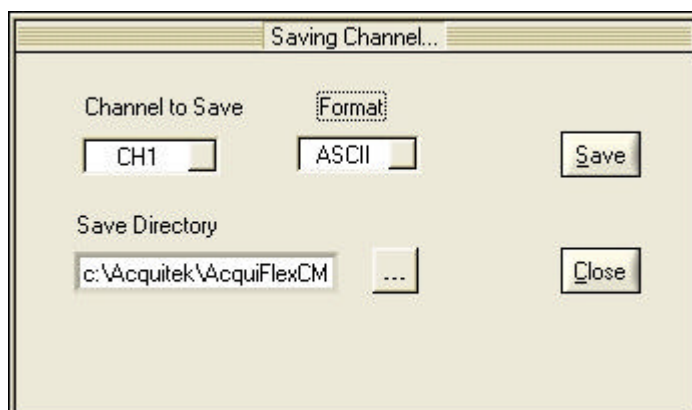 Saving Channel...
Channel to Save
Format
CH1
ASCII
Save
Save Directory
c:\Acquitek\AcquiFlexCM
...
Close